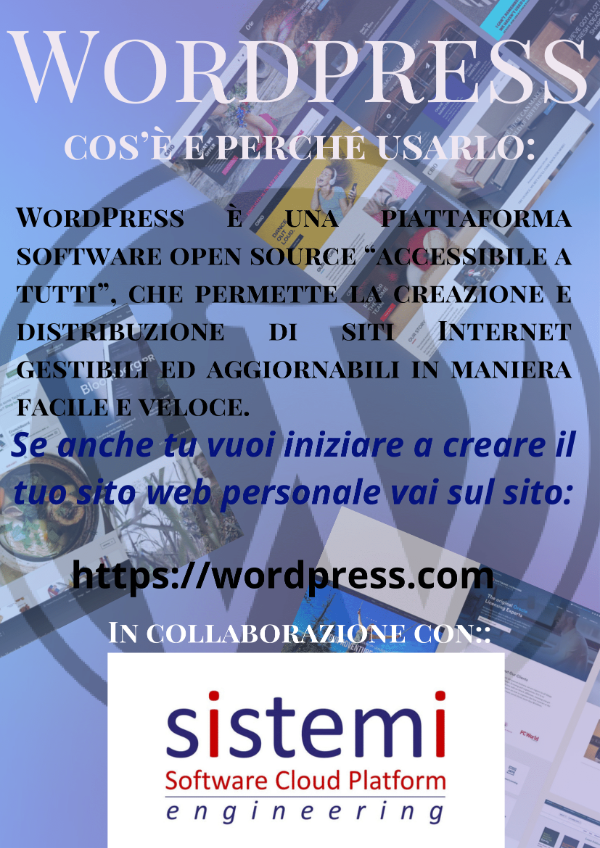 WORDPRESS
COS'È E PERCHÉ USARLO:
WORDPRESS È UNA PIATTAFORMA
SOFTWARE OPEN SOURCE “ACCESSIBILE A
TUTTI”, CHE PERMETTE LA CREAZIONE E
DISTRIBUZIONE DI SITI INTERNET
GESTIBILI ED AGGIORNABILI IN MANIERA
FACILE E VELOCE.
Se anche tu vuoi iniziare a creare il
tuo sito web personale vai sul sito:
https://wordpress.com
IN COLLABORAZIONE CON::
sistemi
Software Cloud Platform
engineering